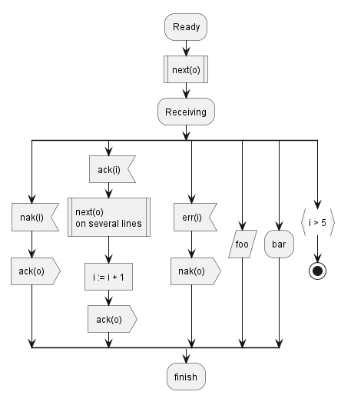 Ready
next(o)
Receiving
ack(i)
nak(i)
next(o)
on several lines
err(i)
foo
bar
i > 5
ack(o)
i := i + 1
nak(o)
ack(o)
finish